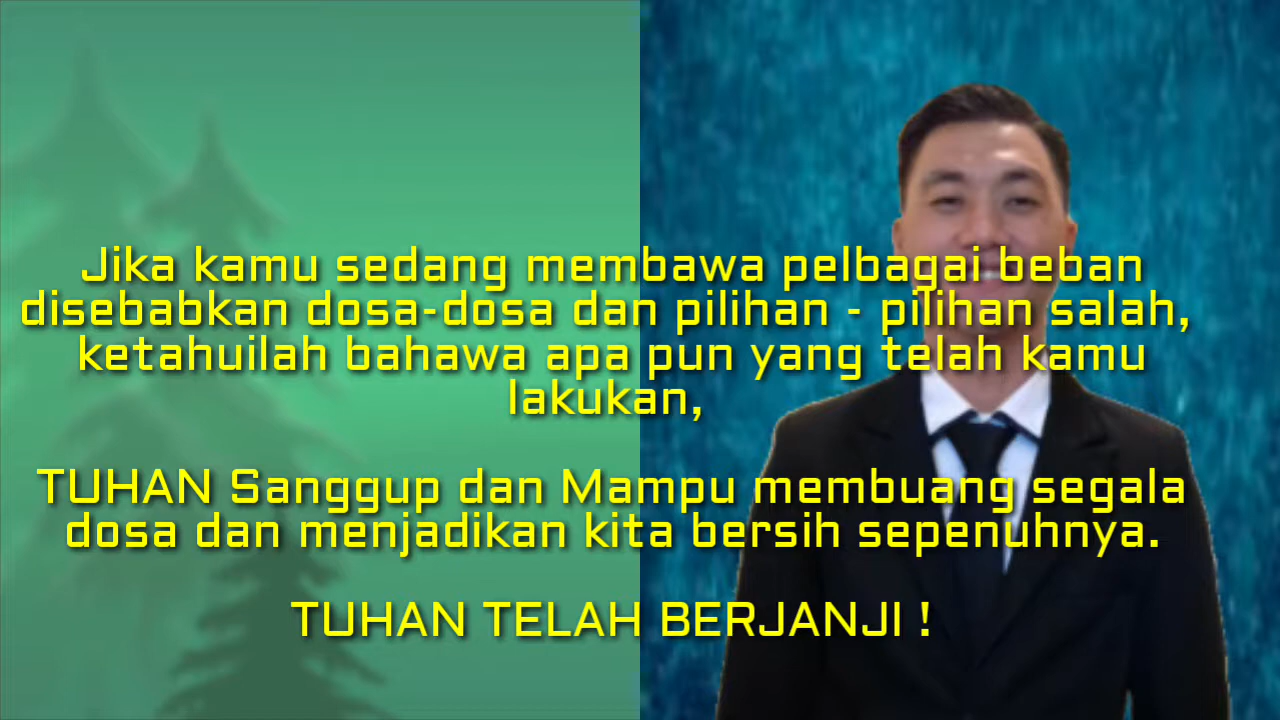 Jika kamu sedang membawa pelbagai beban
disebabkan dosa-dosa dan pilihan - pilihan salah,
ketahuilah bahawa apa pun yang telah kamu
lakukan,
TUHAN Sanggup dan Mampu membuang segala
dosa dan menjadikan kita bersih sepenuhnya.
TUHAN TELAH BERJANJI !